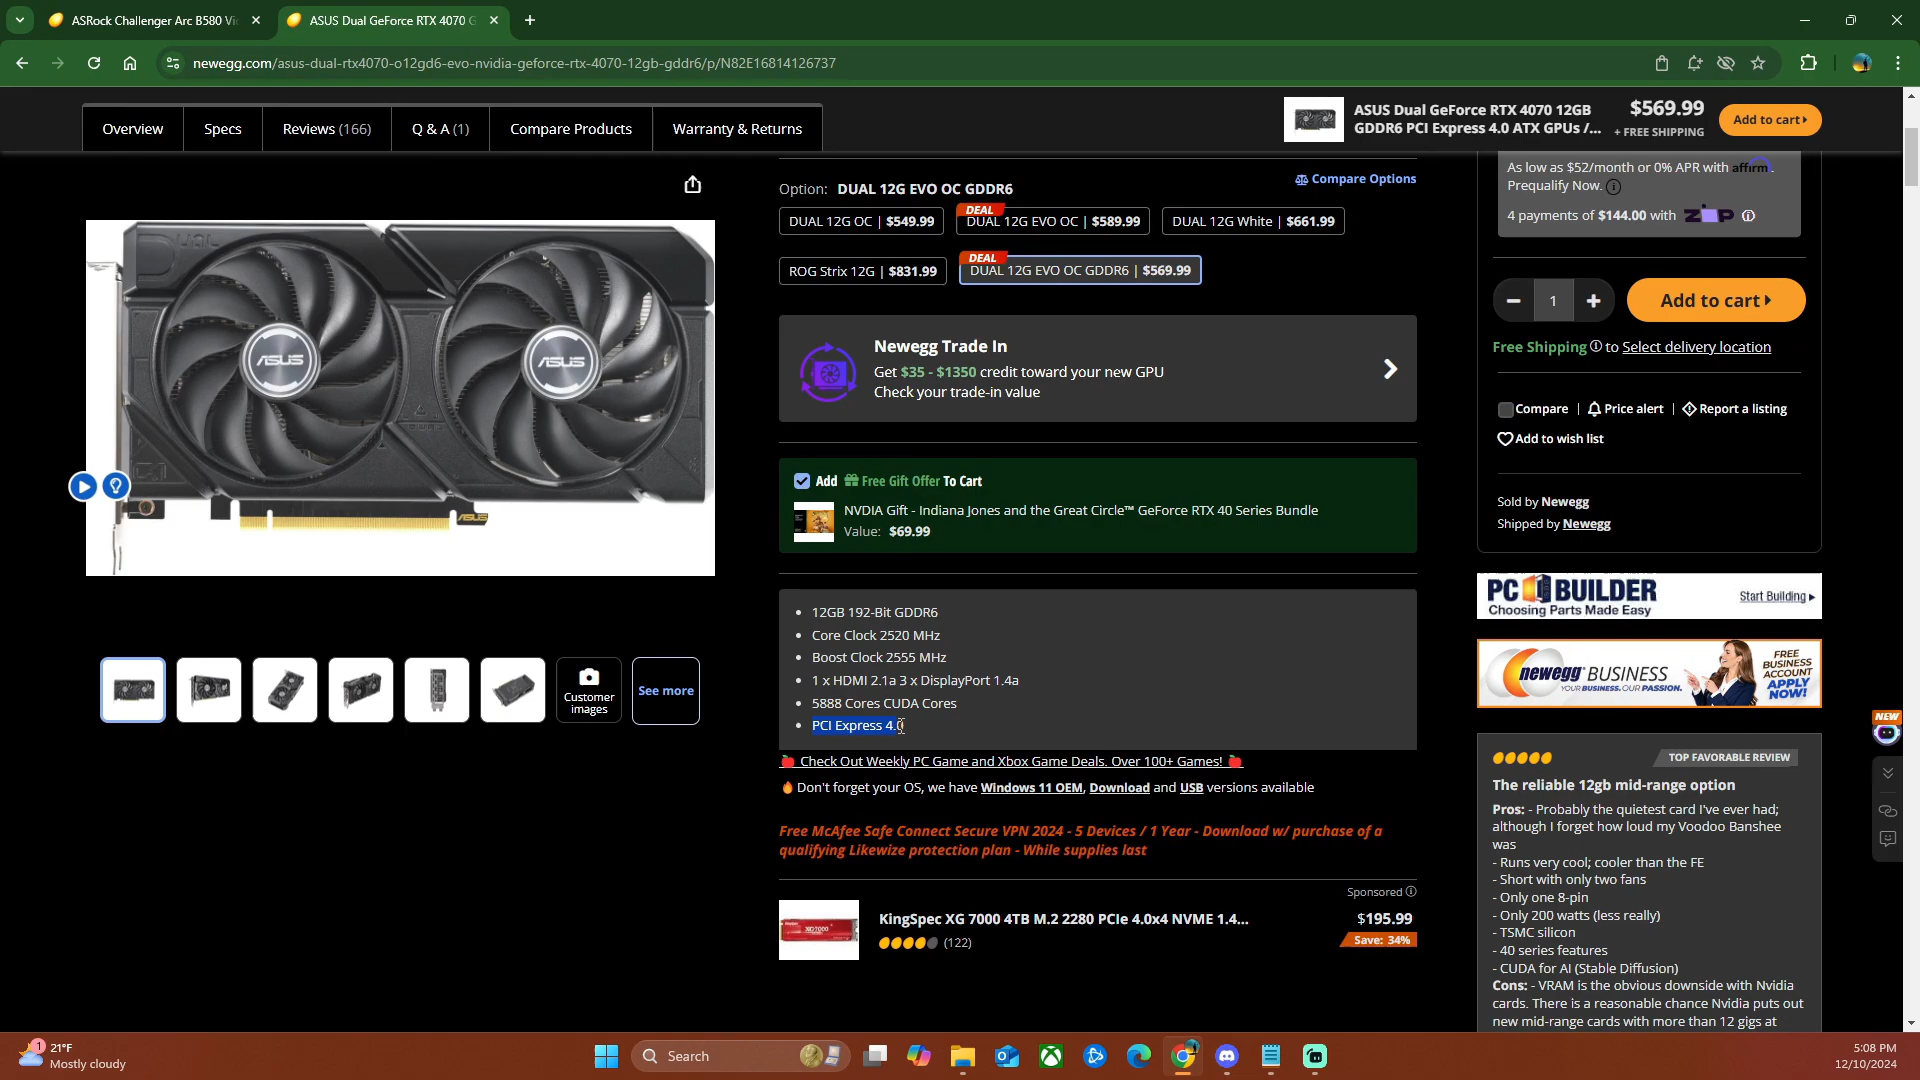 ASRock Challenger Arc B580 Vi
ASUS Dual GeForce RTX 4070 G
newegg.com/asus-dual-rtx4070-o12gd6-evo-nvidia-geforce-rtx-4070-12gb-gddr6/p/N82E16814126737
Overview
Specs
Reviews (166)
Q & A (1)
Compare Products
Warranty & Returns
ASUS Dual GeForce RTX 4070 12GB
GDDR6 PCI Express 4.0 ATX GPUs /...
$569.99
+ FREE SHIPPING
Add to cart
DUAL
ASUS
ASUS
ASUS
Customer
images
See more
Option: DUAL 12G EVO OC GDDR6
Compare Options
DUAL 12G OC | $549.99
DEAL
DUAL 12G EVO OC | $589.99
DUAL 12G White | $661.99
ROG Strix 12G | $831.99
DEAL
DUAL 12G EVO OC GDDR6 | $569.99
Newegg Trade In
Get $35 - $1350 credit toward your new GPU
Check your trade-in value
Add Free Gift Offer To Cart
NVIDIA Gift - Indiana Jones and the Great Circle™ GeForce RTX 40 Series Bundle
Value: $69.99
12GB 192-Bit GDDR6
Core Clock 2520 MHz
Boost Clock 2555 MHz
1 x HDMI 2.1a 3 x DisplayPort 1.4a
5888 Cores CUDA Cores
PCI Express 4.0
Check Out Weekly PC Game and Xbox Game Deals. Over 100+ Games!
Don't forget your OS, we have Windows 11 OEM, Download and USB versions available
Free McAfee Safe Connect Secure VPN 2024 - 5 Devices / 1 Year - Download w/ purchase of a
qualifying Likewize protection plan - While supplies last
Sponsored
KingSpec XG 7000 4TB M.2 2280 PCIe 4.0x4 NVME 1.4...
(122)
$195.99
Save: 34%
As low as $52/month or 0% APR with affirm.
Prequalify Now.
4 payments of $144.00 with ZIP
1
Add to cart
Free Shipping to Select delivery location
Compare
Price alert
Report a listing
Add to wish list
Sold by Newegg
Shipped by Newegg
PC BUILDER
Choosing Parts Made Easy
Start Building
newegg BUSINESS
YOUR BUSINESS. OUR PASSION.
FREE
BUSINESS
ACCOUNT
APPLY
NOW!
NEW
TOP FAVORABLE REVIEW
The reliable 12gb mid-range option
Pros: - Probably the quietest card I've ever had;
although I forget how loud my Voodoo Banshee
was
- Runs very cool; cooler than the FE
- Short with only two fans
- Only one 8-pin
- Only 200 watts (less really)
- TSMC silicon
- 40 series features
- CUDA for AI (Stable Diffusion)
Cons: - VRAM is the obvious downside with Nvidia
cards. There is a reasonable chance Nvidia puts out
new mid-range cards with more than 12 gigs at
1
21°F
Mostly cloudy
Search
5:08 PM
12/10/2024